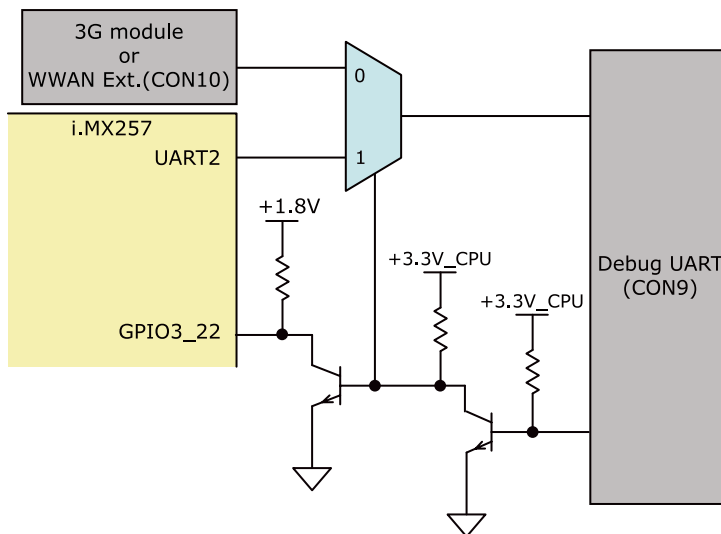 3G module
or
WWAN Ext.(CON10)
0
i.MX257
UART2
1
+1.8V
+3.3V_CPU
Debug UART
(CON9)
+3.3V_CPU
GPIO3_22